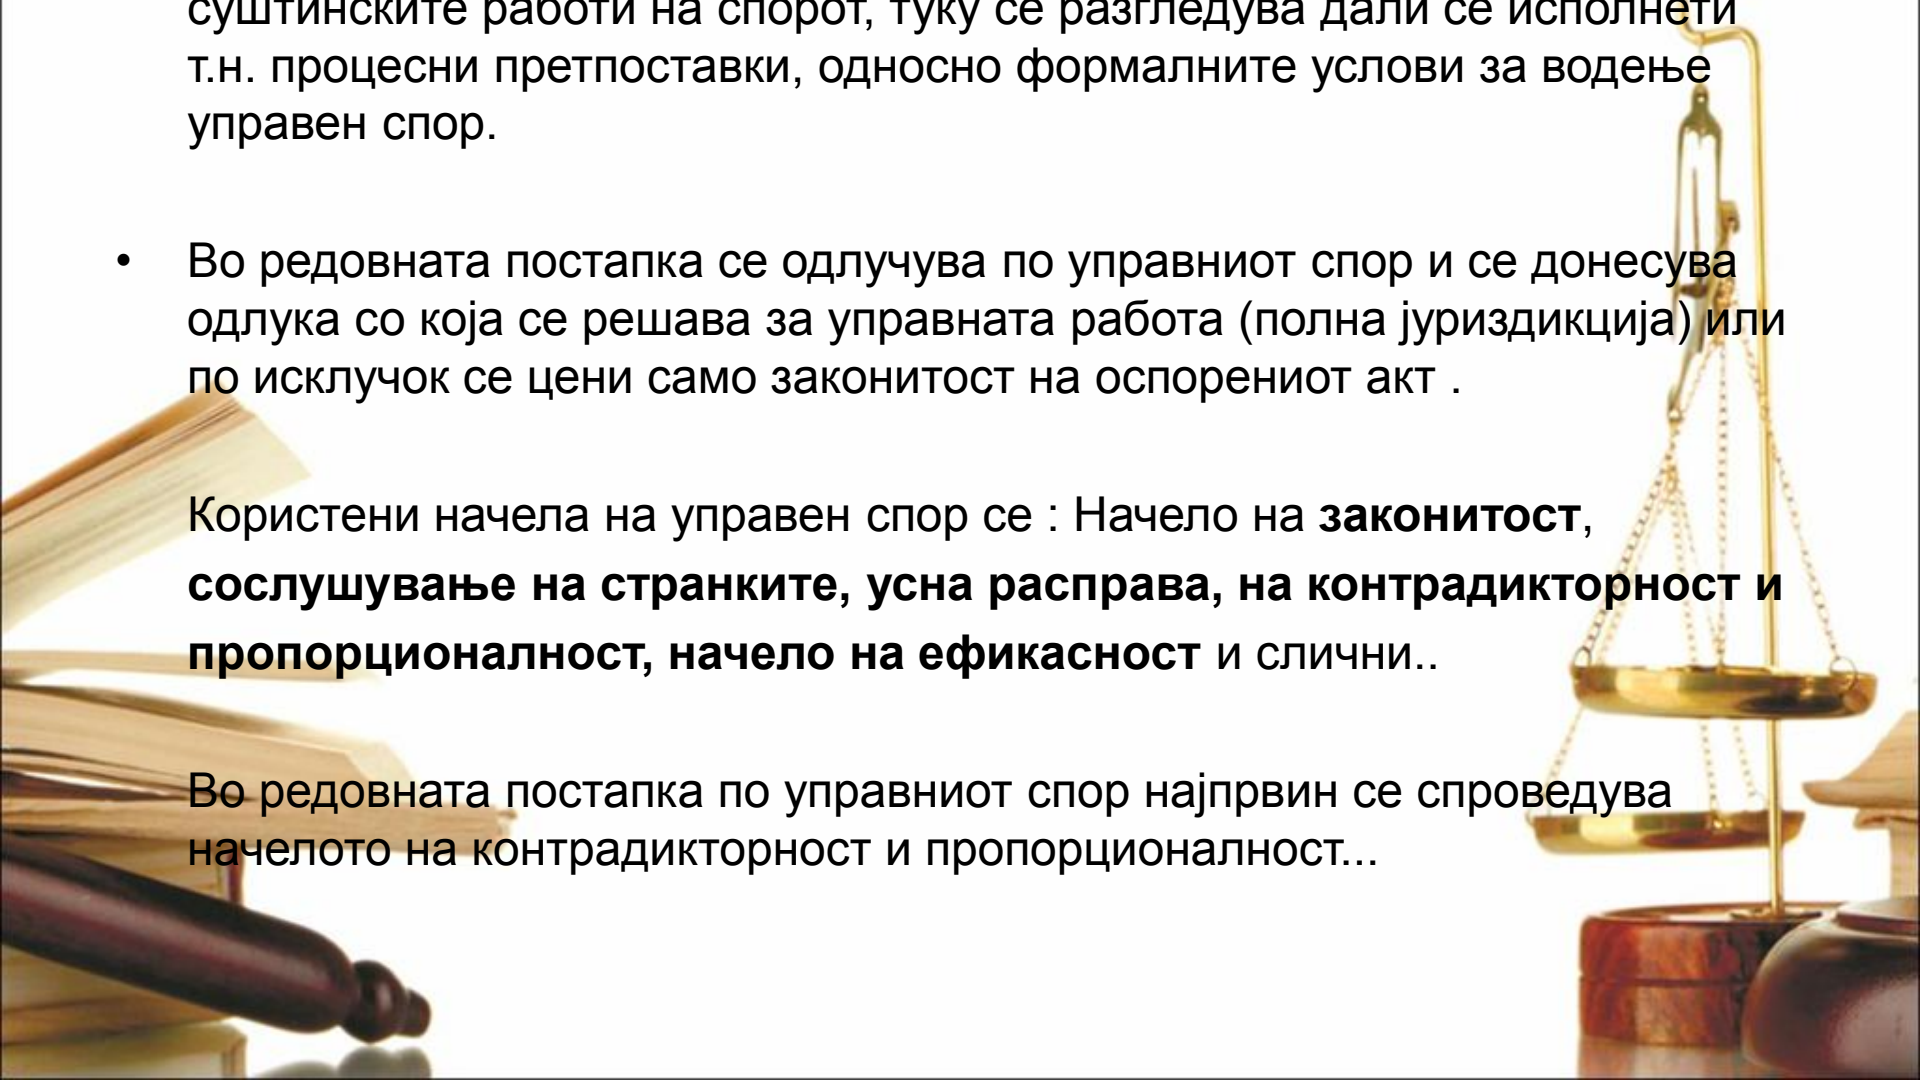 суштинските работи на спорот, туку се разгледува дали се исполнети
т.н. процесни претпоставки, односно формалните услови за водење
управен спор.
• Во редовната постапка се одлучува по управниот спор и се донесува
одлука со која се решава за управната работа (полна јуриздикција) или
по исклучок се цени само законитост на оспорениот акт .
Користени начела на управен спор се : Начело на законитост,
сослушување на странките, усна расправа, на контрадикторност и
пропорционалност, начело на ефикасност и слични..
Во редовната постапка по управниот спор најпрвин се спроведува
начелото на контрадикторност и пропорционалност...